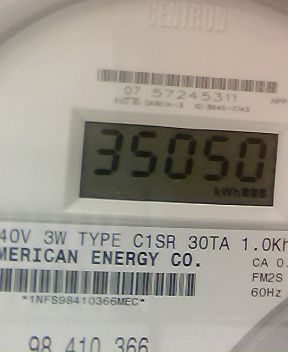 CENTRON®
07 57245311
35050
kWh
40V 3W TYPE C1SR 30TA 1.0Kh
MERICAN ENERGY CO.
CA 0.
FM2S
60Hz
*1NFS98410366MEC*
98 410 366